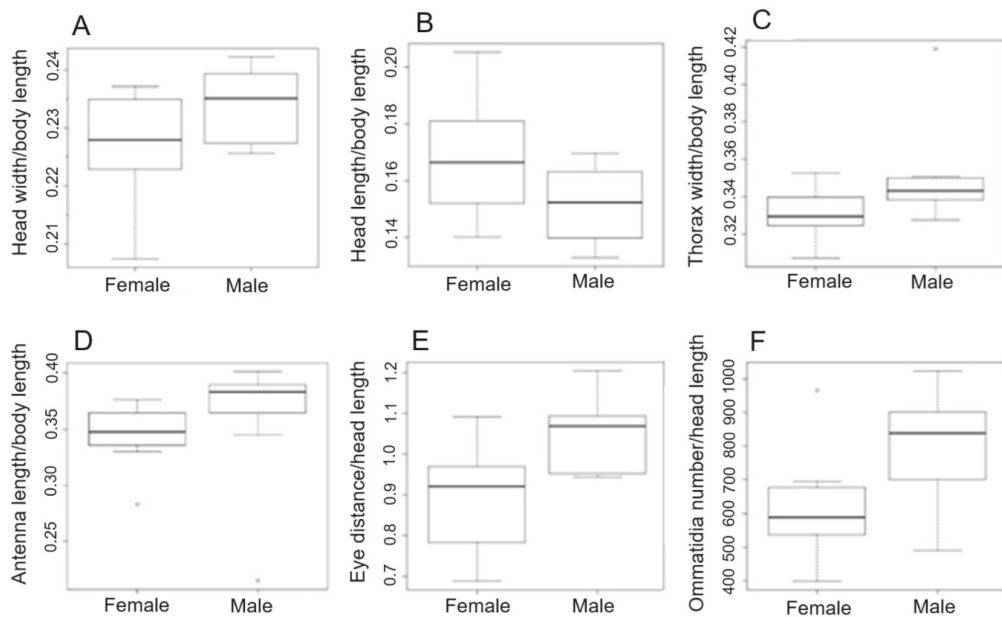 A
Head width/body length
0.24
0.23
0.22
0.21
Female
Male
B
Head length/body length
0.20
0.18
0.16
0.14
Female
Male
C
Thorax width/body length
0.42
0.40
0.38
0.36
0.34
0.32
Female
Male
D
Antenna length/body length
0.40
0.35
0.30
0.25
Female
Male
E
Eye distance/head length
1.2
1.1
1.0
0.9
0.8
0.7
Female
Male
F
Ommatidia number/head length
1000
900
800
700
600
500
400
Female
Male